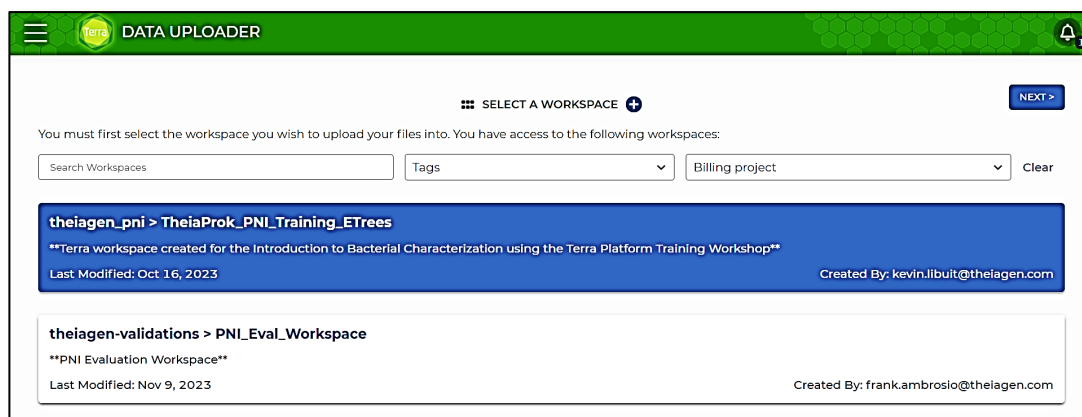 Terra DATA UPLOADER
SELECT A WORKSPACE
NEXT >
You must first select the workspace you wish to upload your files into. You have access to the following workspaces:
Search Workspaces Tags Billing project Clear
theiagen_pni > TheiaProk_PNI_Training_ETrees
**Terra workspace created for the Introduction to Bacterial Characterization using the Terra Platform Training Workshop**
Last Modified: Oct 16, 2023 Created By: kevin.libuit@theiagen.com
theiagen-validations > PNI_Eval_Workspace
**PNI Evaluation Workspace**
Last Modified: Nov 9, 2023 Created By: frank.ambrosio@theiagen.com